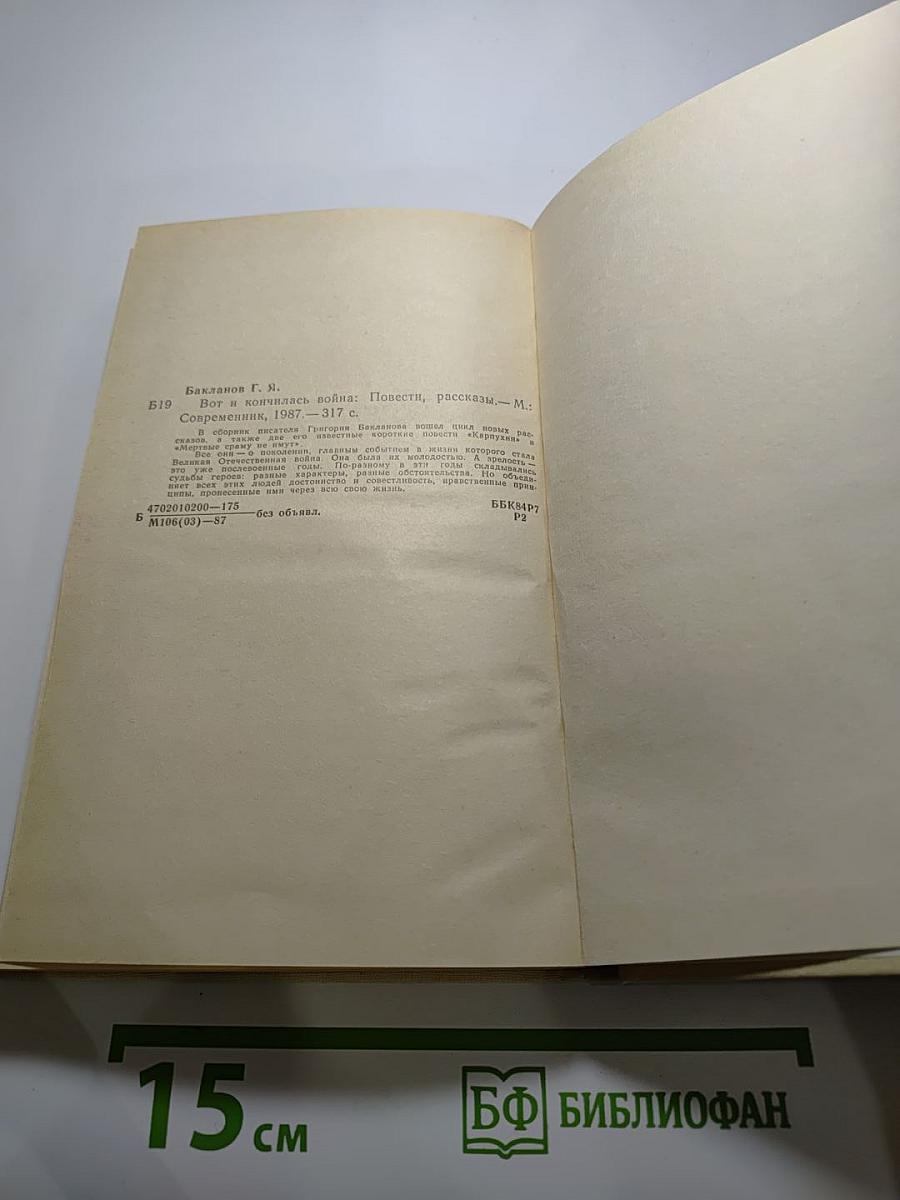 Бакланов Г. Я.
Б19 Вот и кончилась война: Повести, рассказы.— М.:
Современник, 1987.— 317 с.
В сборник писателя Григория Бакланова вошел цикл новых рас-
сказов, а также две его известные короткие повести «Карпухин» и
«Мертвые сраму не имут».
Все они — о поколении, главным событием в жизни которого стала
Великая Отечественная война. Она была их молодостью. А зрелость —
это уже послевоенные годы. По-разному в эти годы складывались
судьбы героев: разные характеры, разные обстоятельства. Но объеди-
няет всех этих людей достоинство и совестливость, нравственные прин-
ципы, пронесенные ими через всю свою жизнь.
Б 4702010200—175 ББК84Р7
М106(03)—87 —без объявл. Р2
15 см
БФ БИБЛИОФАН